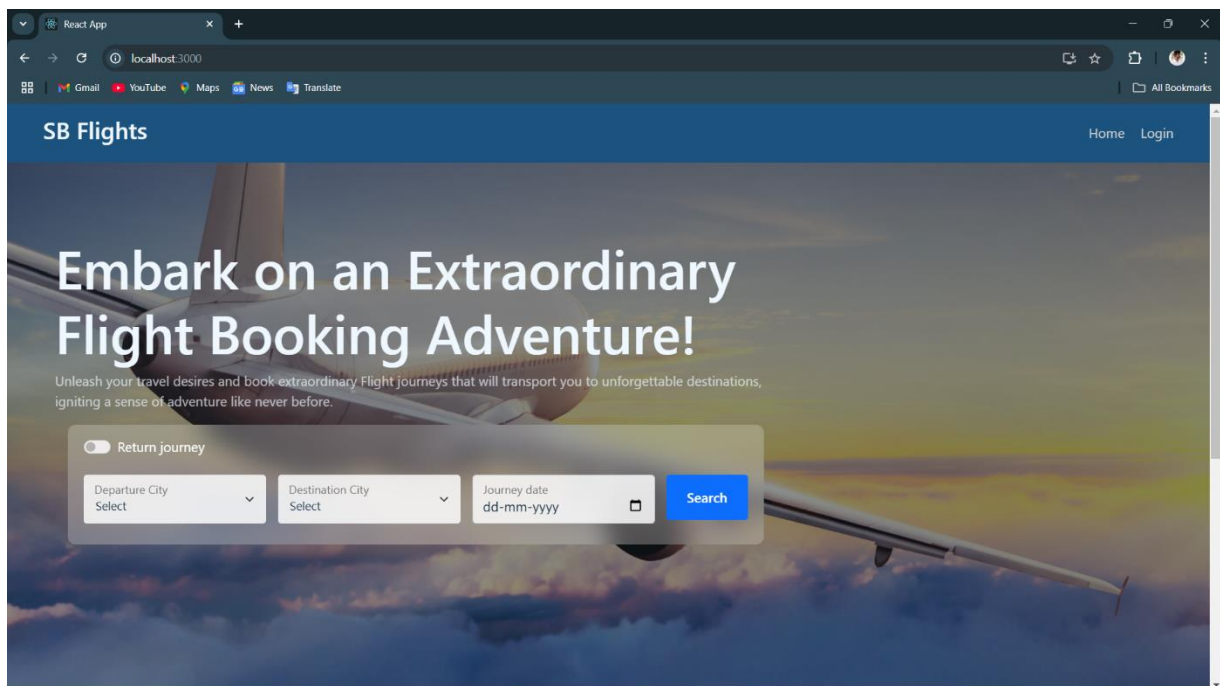 React App
localhost:3000
Gmail YouTube Maps News Translate All Bookmarks
SB Flights
Home Login
Embark on an Extraordinary
Flight Booking Adventure!
Unleash your travel desires and book extraordinary Flight journeys that will transport you to unforgettable destinations,
igniting a sense of adventure like never before.
Return journey
Departure City
Select
Destination City
Select
Journey date
dd-mm-yyyy
Search